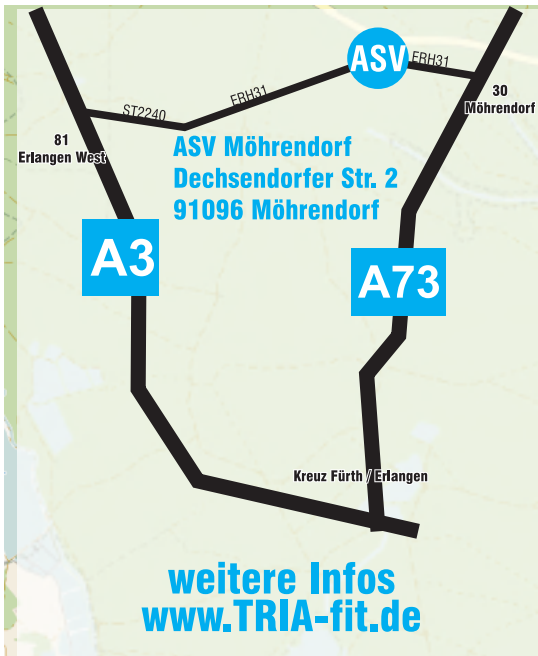 ASV
ERH31
ERH31
ST2240
30
Möhrendorf
81
Erlangen West
ASV Möhrendorf
Dechsendorfer Str. 2
91096 Möhrendorf
A3
A73
Kreuz Fürth / Erlangen
weitere Infos
www.TRIA-fit.de